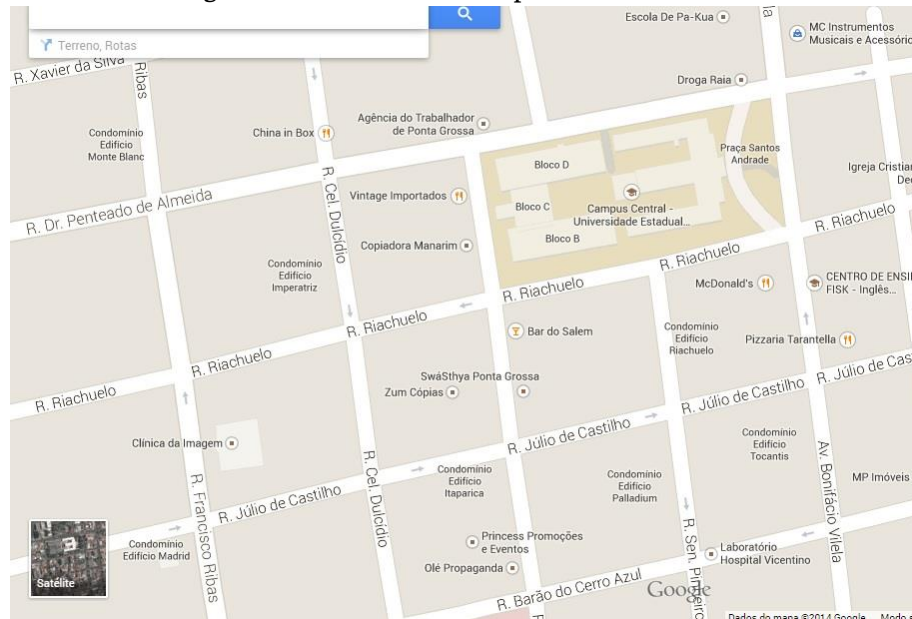 Terreno, Rotas
Escola De Pa-Kua
MC Instrumentos
Musicais e Acessório
R. Xavier da Silva
Ribas
Droga Raia
Condomínio
Edifício
Monte Blanc
China in Box
Agência do Trabalhador
de Ponta Grossa
Bloco D
Praça Santos
Andrade
Igreja Cristia
De
R. Dr. Penteado de Almeida
R. Cel. Dulcídio
Vintage Importados
Bloco C
Campus Central -
Universidade Estadual...
Bloco B
R. Riachuelo
Copiadora Manarim
Condomínio
Edifício
Imperatriz
R. Riachuelo
R. Riachuelo
McDonald's
CENTRO DE ENSI
FISK - Inglês...
R. Riachuelo
Bar do Salem
Condomínio
Edifício
Riachuelo
Pizzaria Tarantella
R. Riachuelo
SwáSthya Ponta Grossa
Zum Cópias
R. Júlio de Cas
R. Júlio de Castilho
R. Riachuelo
Clínica da Imagem
R. Júlio de Castilho
Condomínio
Edifício
Tocantis
Condomínio
Edifício
Itaparica
Condomínio
Edifício
Palladium
Av. Bonifácio Vilela
MP Imóveis
R. Francisco Ribas
R. Júlio de Castilho
R. Cel. Dulcídio
Condomínio
Edifício Madrid
Princess Promoções
e Eventos
R. Sen. Pinheiro
Laboratório
Hospital Vicentino
Olé Propaganda
Satélite
R. Barão do Cerro Azul
Google
Dados do mapa ©2014 Google
Modo